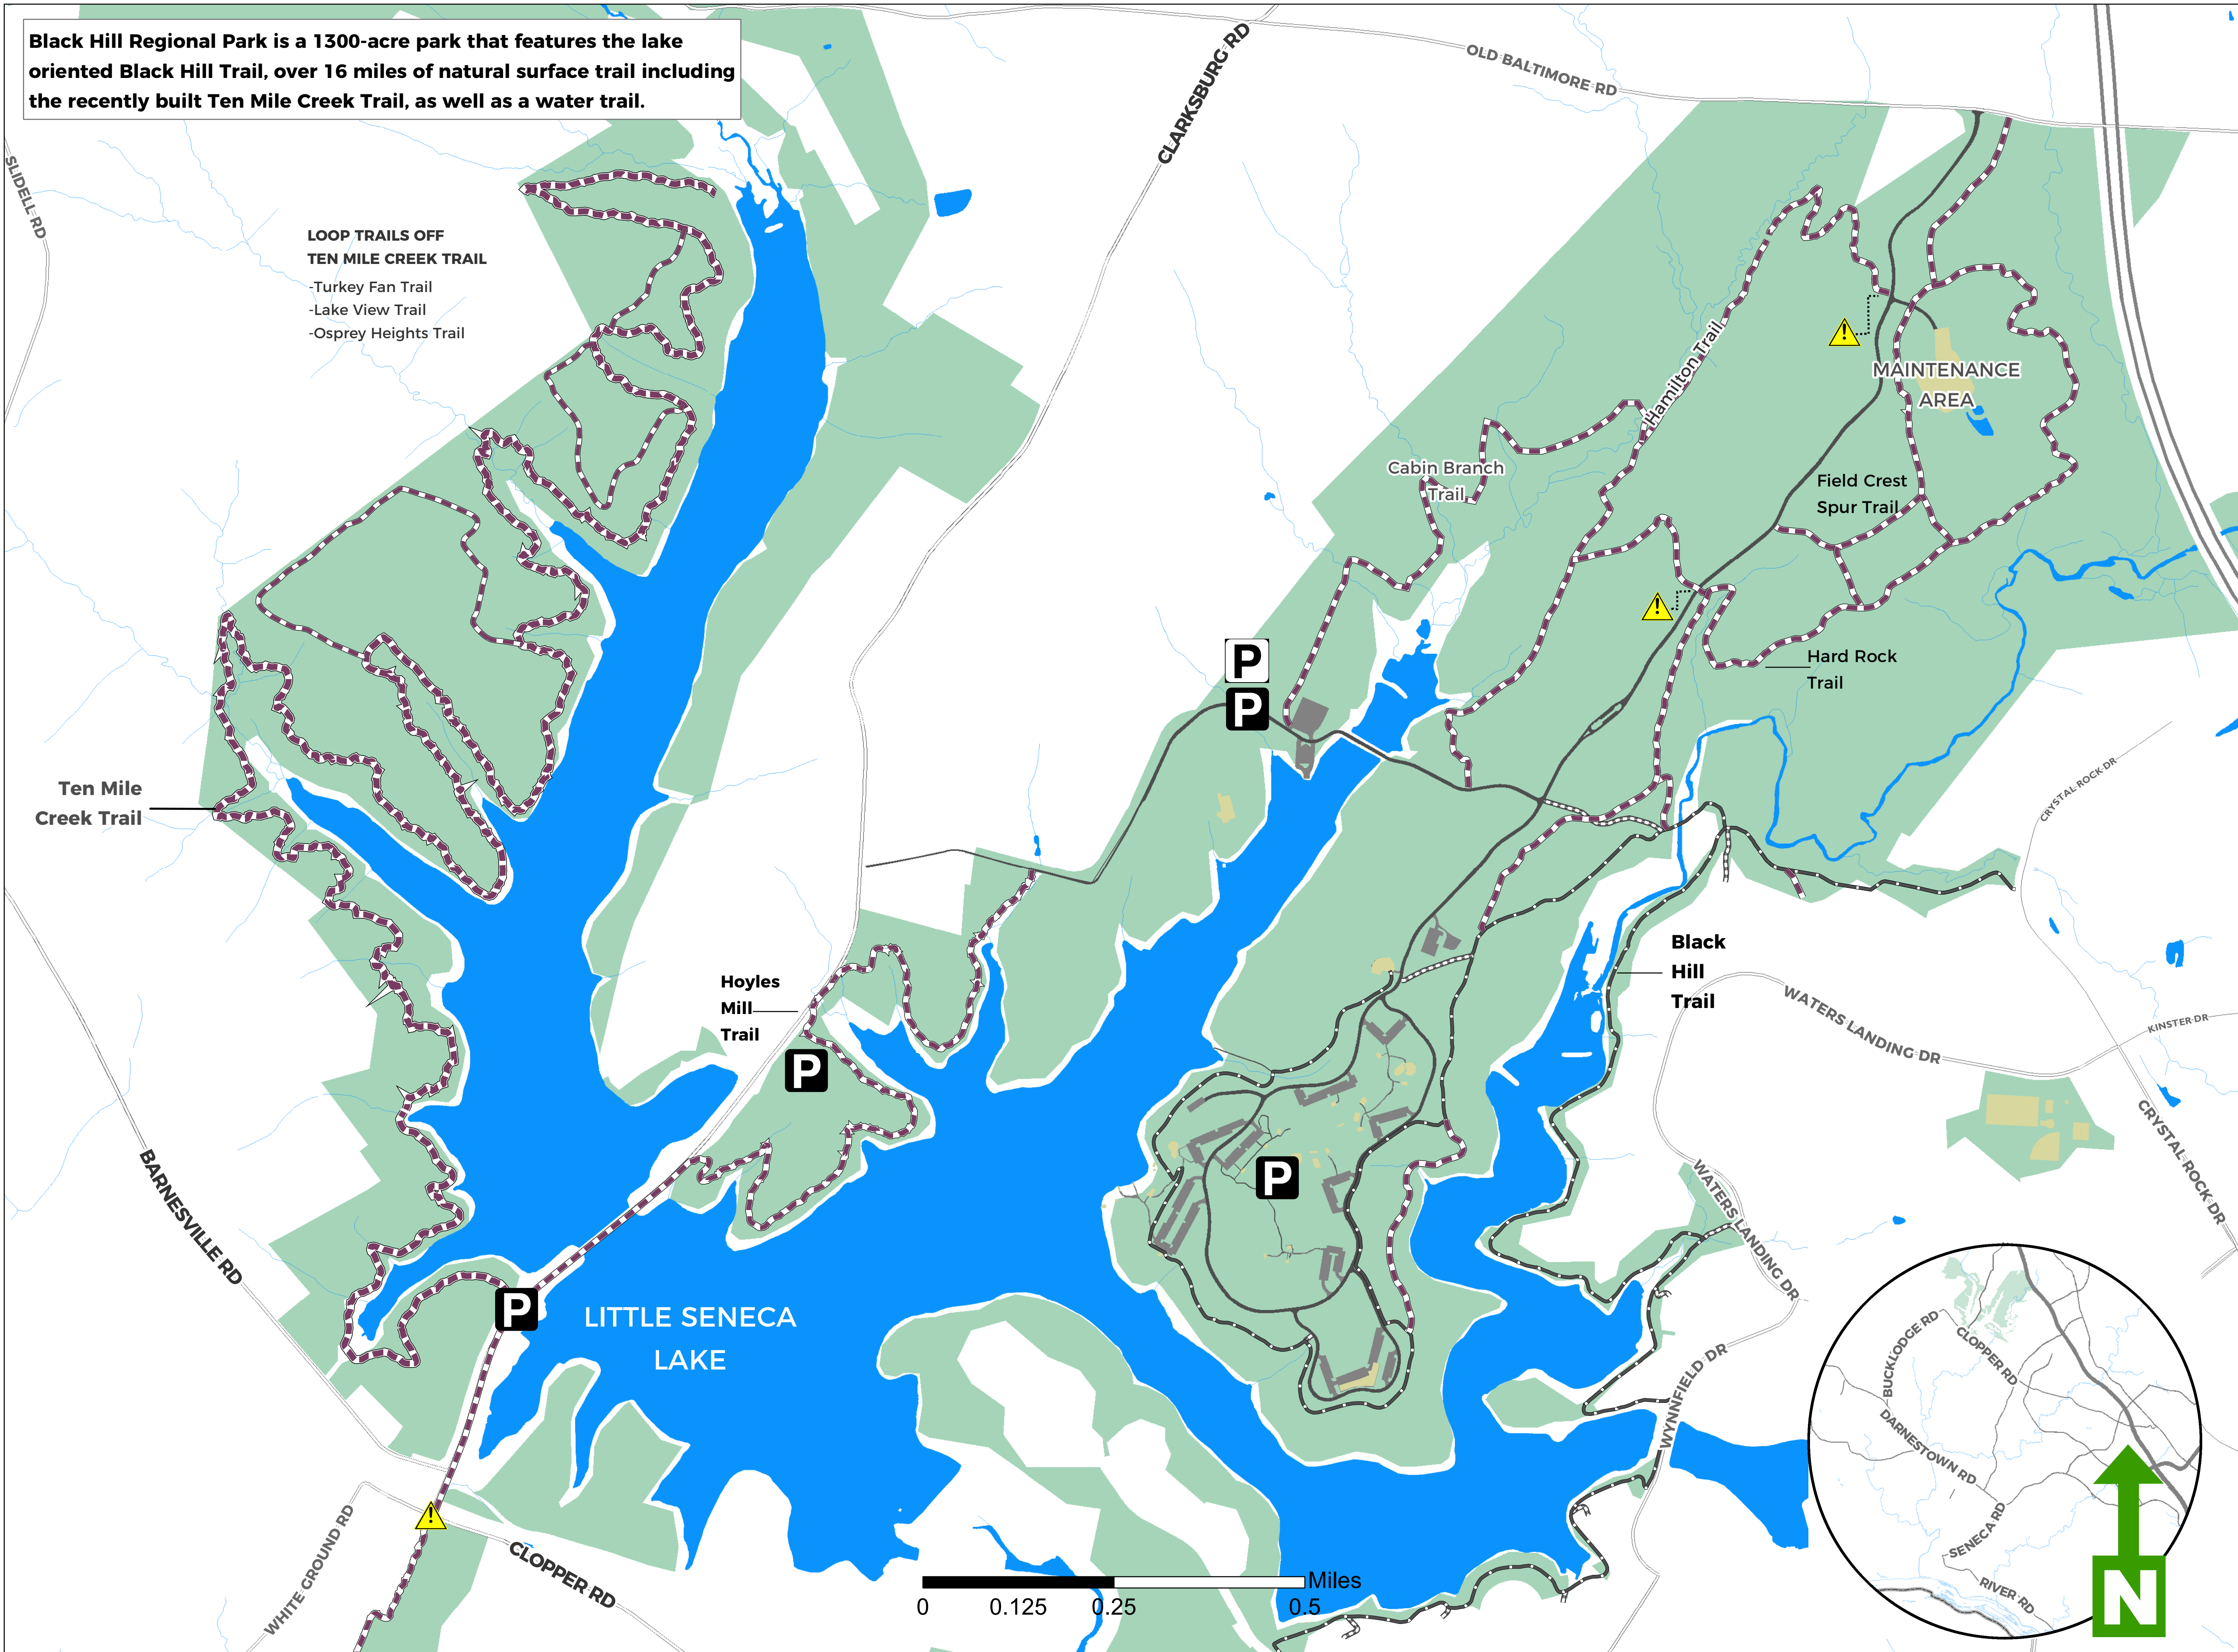 Black Hill Regional Park is a 1300-acre park that features the lake
oriented Black Hill Trail, over 16 miles of natural surface trail including
the recently built Ten Mile Creek Trail, as well as a water trail.
SLIDELL RD
CLARKSBURG RD
OLD BALTIMORE RD
LOOP TRAILS OFF
TEN MILE CREEK TRAIL
-Turkey Fan Trail
-Lake View Trail
-Osprey Heights Trail
Hamilton Trail
!
MAINTENANCE
AREA
Cabin Branch
Trail
Field Crest
Spur Trail
!
Hard Rock
Trail
P
P
Ten Mile
Creek Trail
CRYSTAL ROCK DR
Black
Hill
Trail
Hoyles
Mill
Trail
P
WATERS LANDING DR
KINSTER DR
CRYSTAL ROCK DR
WATERS LANDING DR
P
BARNESVILLE RD
P
LITTLE SENECA
LAKE
WYNNFIELD DR
!
WHITE GROUND RD
CLOPPER RD
Miles
0
0.125
0.25
0.5
BUCKLODGE RD
CLOPPER RD
DARNESTOWN RD
SENECA RD
RIVER RD
N